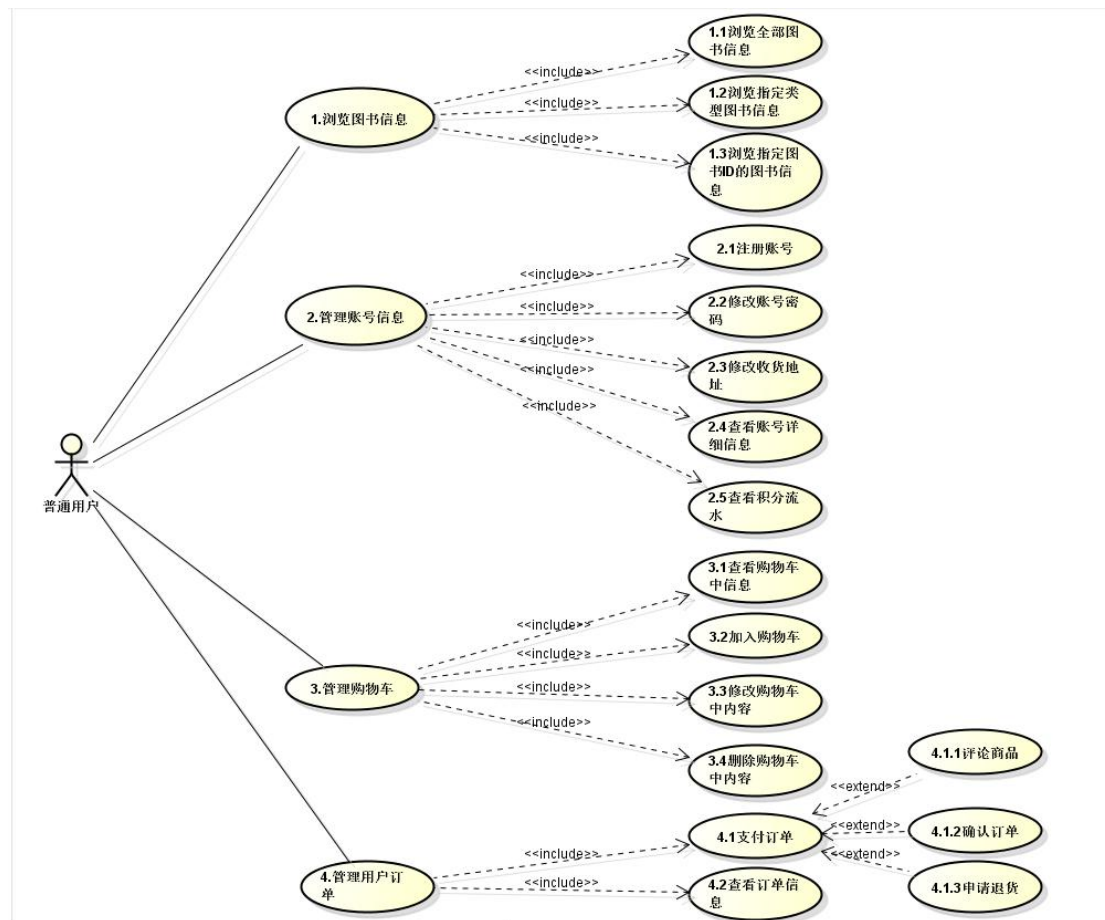 1.1浏览全部图
书信息
<<include>>
1.浏览图书信息
<<include>>
1.2浏览指定类
型图书信息
<<include>>
1.3浏览指定图
书ID的图书信
息
2.1注册账号
<<include>>
2.管理账号信息
<<include>>
2.2修改账号密
码
<<include>>
2.3修改收货地
址
<<include>>
2.4查看账号详
细信息
<<include>>
2.5查看积分流
水
普通用户
3.1查看购物车
中信息
<<include>>
3.2加入购物车
<<include>>
3.管理购物车
<<include>>
3.3修改购物车
中内容
<<include>>
3.4删除购物车
中内容
4.1.1评论商品
<<extend>>
4.1支付订单
<<extend>>
4.1.2确认订单
<<include>>
<<extend>>
4.管理用户订
单
<<include>>
4.2查看订单信
息
4.1.3申请退货